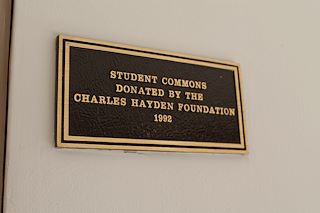 STUDENT COMMONS
DONATED BY THE
CHARLES HAYDEN FOUNDATION
1992